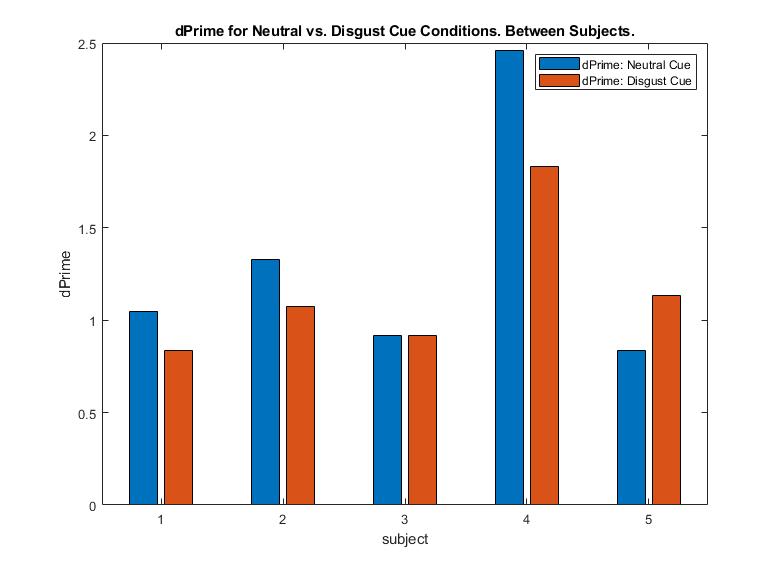 dPrime for Neutral vs. Disgust Cue Conditions. Between Subjects.
2.5
dPrime: Neutral Cue
dPrime: Disgust Cue
2
1.5
dPrime
1
0.5
0
1 2 3 4 5
subject